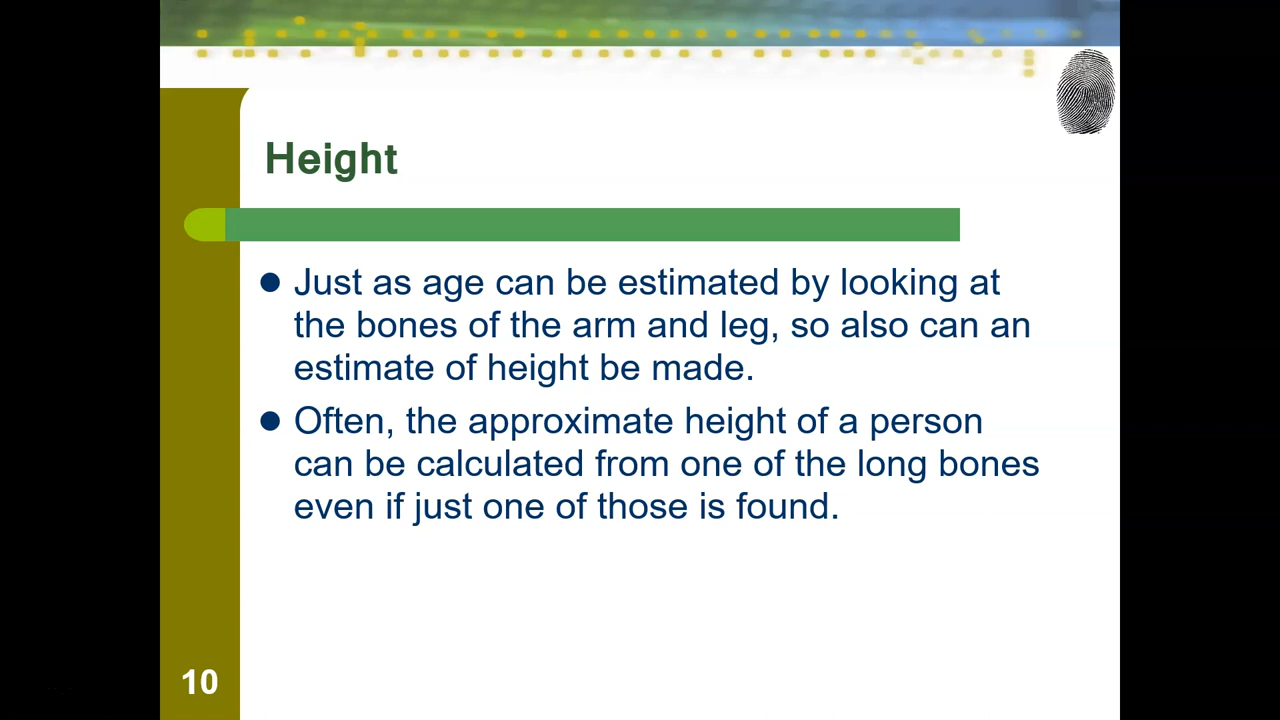 Height
Just as age can be estimated by looking at
the bones of the arm and leg, so also can an
estimate of height be made.
Often, the approximate height of a person
can be calculated from one of the long bones
even if just one of those is found.
10